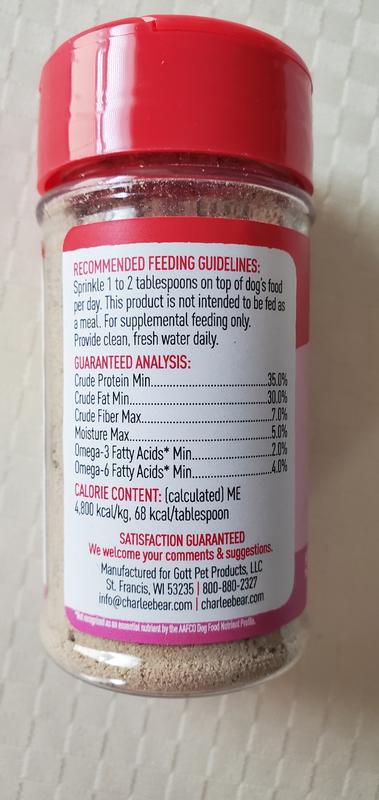 RECOMMENDED FEEDING GUIDELINES:
Sprinkle 1 to 2 tablespoons on top of dog's food
per day. This product is not intended to be fed as
a meal. For supplemental feeding only.
Provide clean, fresh water daily.
GUARANTEED ANALYSIS:
Crude Protein Min....................................35.0%
Crude Fat Min..........................................30.0%
Crude Fiber Max........................................7.0%
Moisture Max............................................5.0%
Omega-3 Fatty Acids* Min........................2.0%
Omega-6 Fatty Acids* Min........................4.0%
CALORIE CONTENT: (calculated) ME
4,800 kcal/kg, 68 kcal/tablespoon
SATISFACTION GUARANTEED
We welcome your comments & suggestions.
Manufactured for Gott Pet Products, LLC
St. Francis, WI 53235 | 800-880-2327
info@charleebear.com | charleebear.com
*Not recognized as an essential nutrient by the AAFCO Dog Food Nutrient Profile.